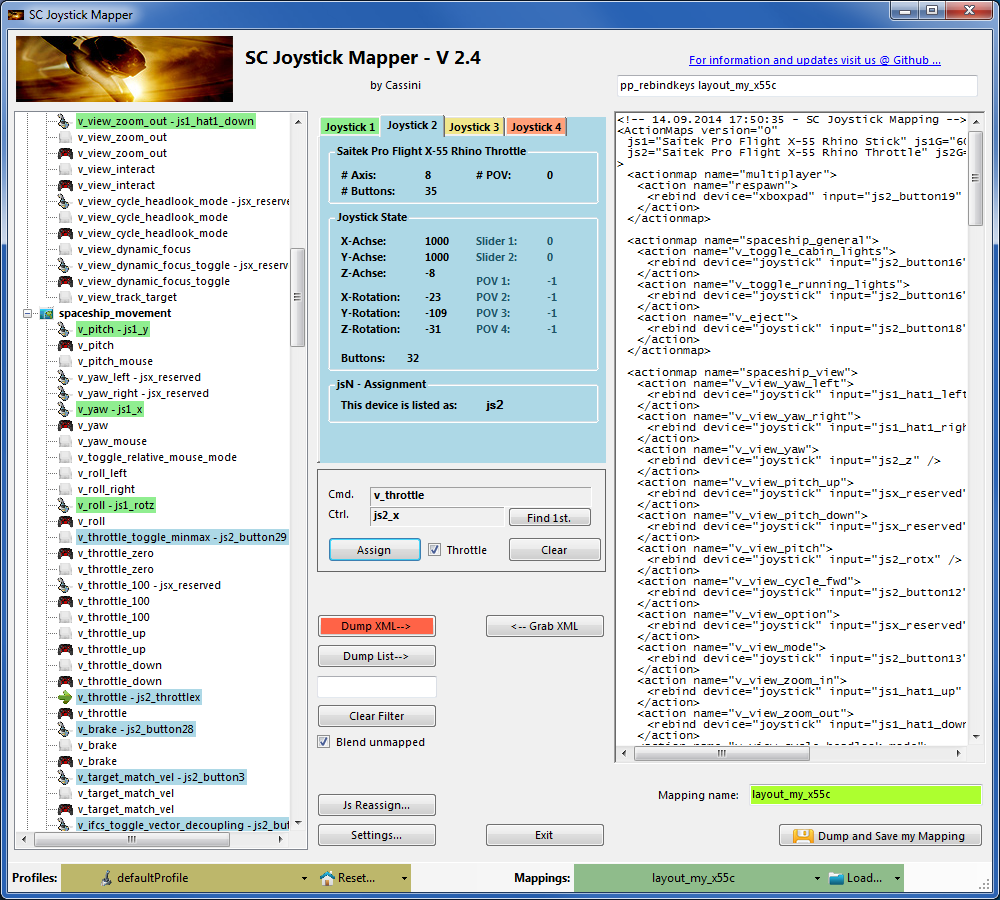 SC Joystick Mapper
SC Joystick Mapper - V 2.4
by Cassini
For information and updates visit us @ Github ...
pp_rebindkeys layout_my_x55c
v_view_zoom_out - js1_hat1_down
v_view_zoom_out
v_view_zoom_out
v_view_interact
v_view_interact
v_view_cycle_headlook_mode - jsx_reserve
v_view_cycle_headlook_mode
v_view_cycle_headlook_mode
v_view_dynamic_focus
v_view_dynamic_focus_toggle - jsx_reserv
v_view_dynamic_focus_toggle
v_view_track_target
spaceship_movement
v_pitch - js1_y
v_pitch
v_pitch_mouse
v_yaw_left - jsx_reserved
v_yaw_right - jsx_reserved
v_yaw - js1_x
v_yaw
v_yaw_mouse
v_toggle_relative_mouse_mode
v_roll_left
v_roll_right
v_roll - js1_rotz
v_roll
v_throttle_toggle_minmax - js2_button29
v_throttle_zero
v_throttle_zero
v_throttle_100 - jsx_reserved
v_throttle_100
v_throttle_100
v_throttle_up
v_throttle_up
v_throttle_down
v_throttle_down
v_throttle - js2_throttlex
v_throttle
v_brake - js2_button28
v_brake
v_brake
v_target_match_vel - js2_button3
v_target_match_vel
v_target_match_vel
v_ifcs_toggle_vector_decoupling - js2_but
Joystick 1 Joystick 2 Joystick 3 Joystick 4
Saitek Pro Flight X-55 Rhino Throttle
# Axis: 8 # POV: 0
# Buttons: 35
Joystick State
X-Achse: 1000 Slider 1: 0
Y-Achse: 1000 Slider 2: 0
Z-Achse: -8
POV 1: -1
X-Rotation: -23 POV 2: -1
Y-Rotation: -109 POV 3: -1
Z-Rotation: -31 POV 4: -1
Buttons: 32
jsN - Assignment
This device is listed as: js2
Cmd. v_throttle
Ctrl. js2_x Find 1st.
Assign Throttle Clear
Dump XML--> <-- Grab XML
Dump List-->
Clear Filter
Blend unmapped
Js Reassign...
Settings... Exit
<!-- 14.09.2014 17:50:35 - SC Joystick Mapping -->
<ActionMaps version="0"
js1="Saitek Pro Flight X-55 Rhino Stick" js1G="6(
js2="Saitek Pro Flight X-55 Rhino Throttle" js2G=
>
<actionmap name="multiplayer">
<action name="respawn">
<rebind device="xboxpad" input="js2_button19"
</action>
</actionmap>
<actionmap name="spaceship_general">
<action name="v_toggle_cabin_lights">
<rebind device="joystick" input="js2_button16"
</action>
<action name="v_toggle_running_lights">
<rebind device="joystick" input="js2_button16"
</action>
<action name="v_eject">
<rebind device="joystick" input="js2_button18"
</action>
</actionmap>
<actionmap name="spaceship_view">
<action name="v_view_yaw_left">
<rebind device="joystick" input="js1_hat1_left
</action>
<action name="v_view_yaw_right">
<rebind device="joystick" input="js1_hat1_righ
</action>
<action name="v_view_yaw">
<rebind device="joystick" input="js2_z" />
</action>
<action name="v_view_pitch_up">
<rebind device="joystick" input="jsx_reserved"
</action>
<action name="v_view_pitch_down">
<rebind device="joystick" input="jsx_reserved"
</action>
<action name="v_view_pitch">
<rebind device="joystick" input="js2_rotx" />
</action>
<action name="v_view_cycle_fwd">
<rebind device="joystick" input="js2_button12"
</action>
<action name="v_view_option">
<rebind device="joystick" input="jsx_reserved"
</action>
<action name="v_view_mode">
<rebind device="joystick" input="js2_button13"
</action>
<action name="v_view_zoom_in">
<rebind device="joystick" input="js1_hat1_up"
</action>
<action name="v_view_zoom_out">
<rebind device="joystick" input="js1_hat1_down
</action>
<action name="v_view_cycle_headlook_mode">
Mapping name: layout_my_x55c
Dump and Save my Mapping
Profiles: defaultProfile Reset... Mappings: layout_my_x55c Load...